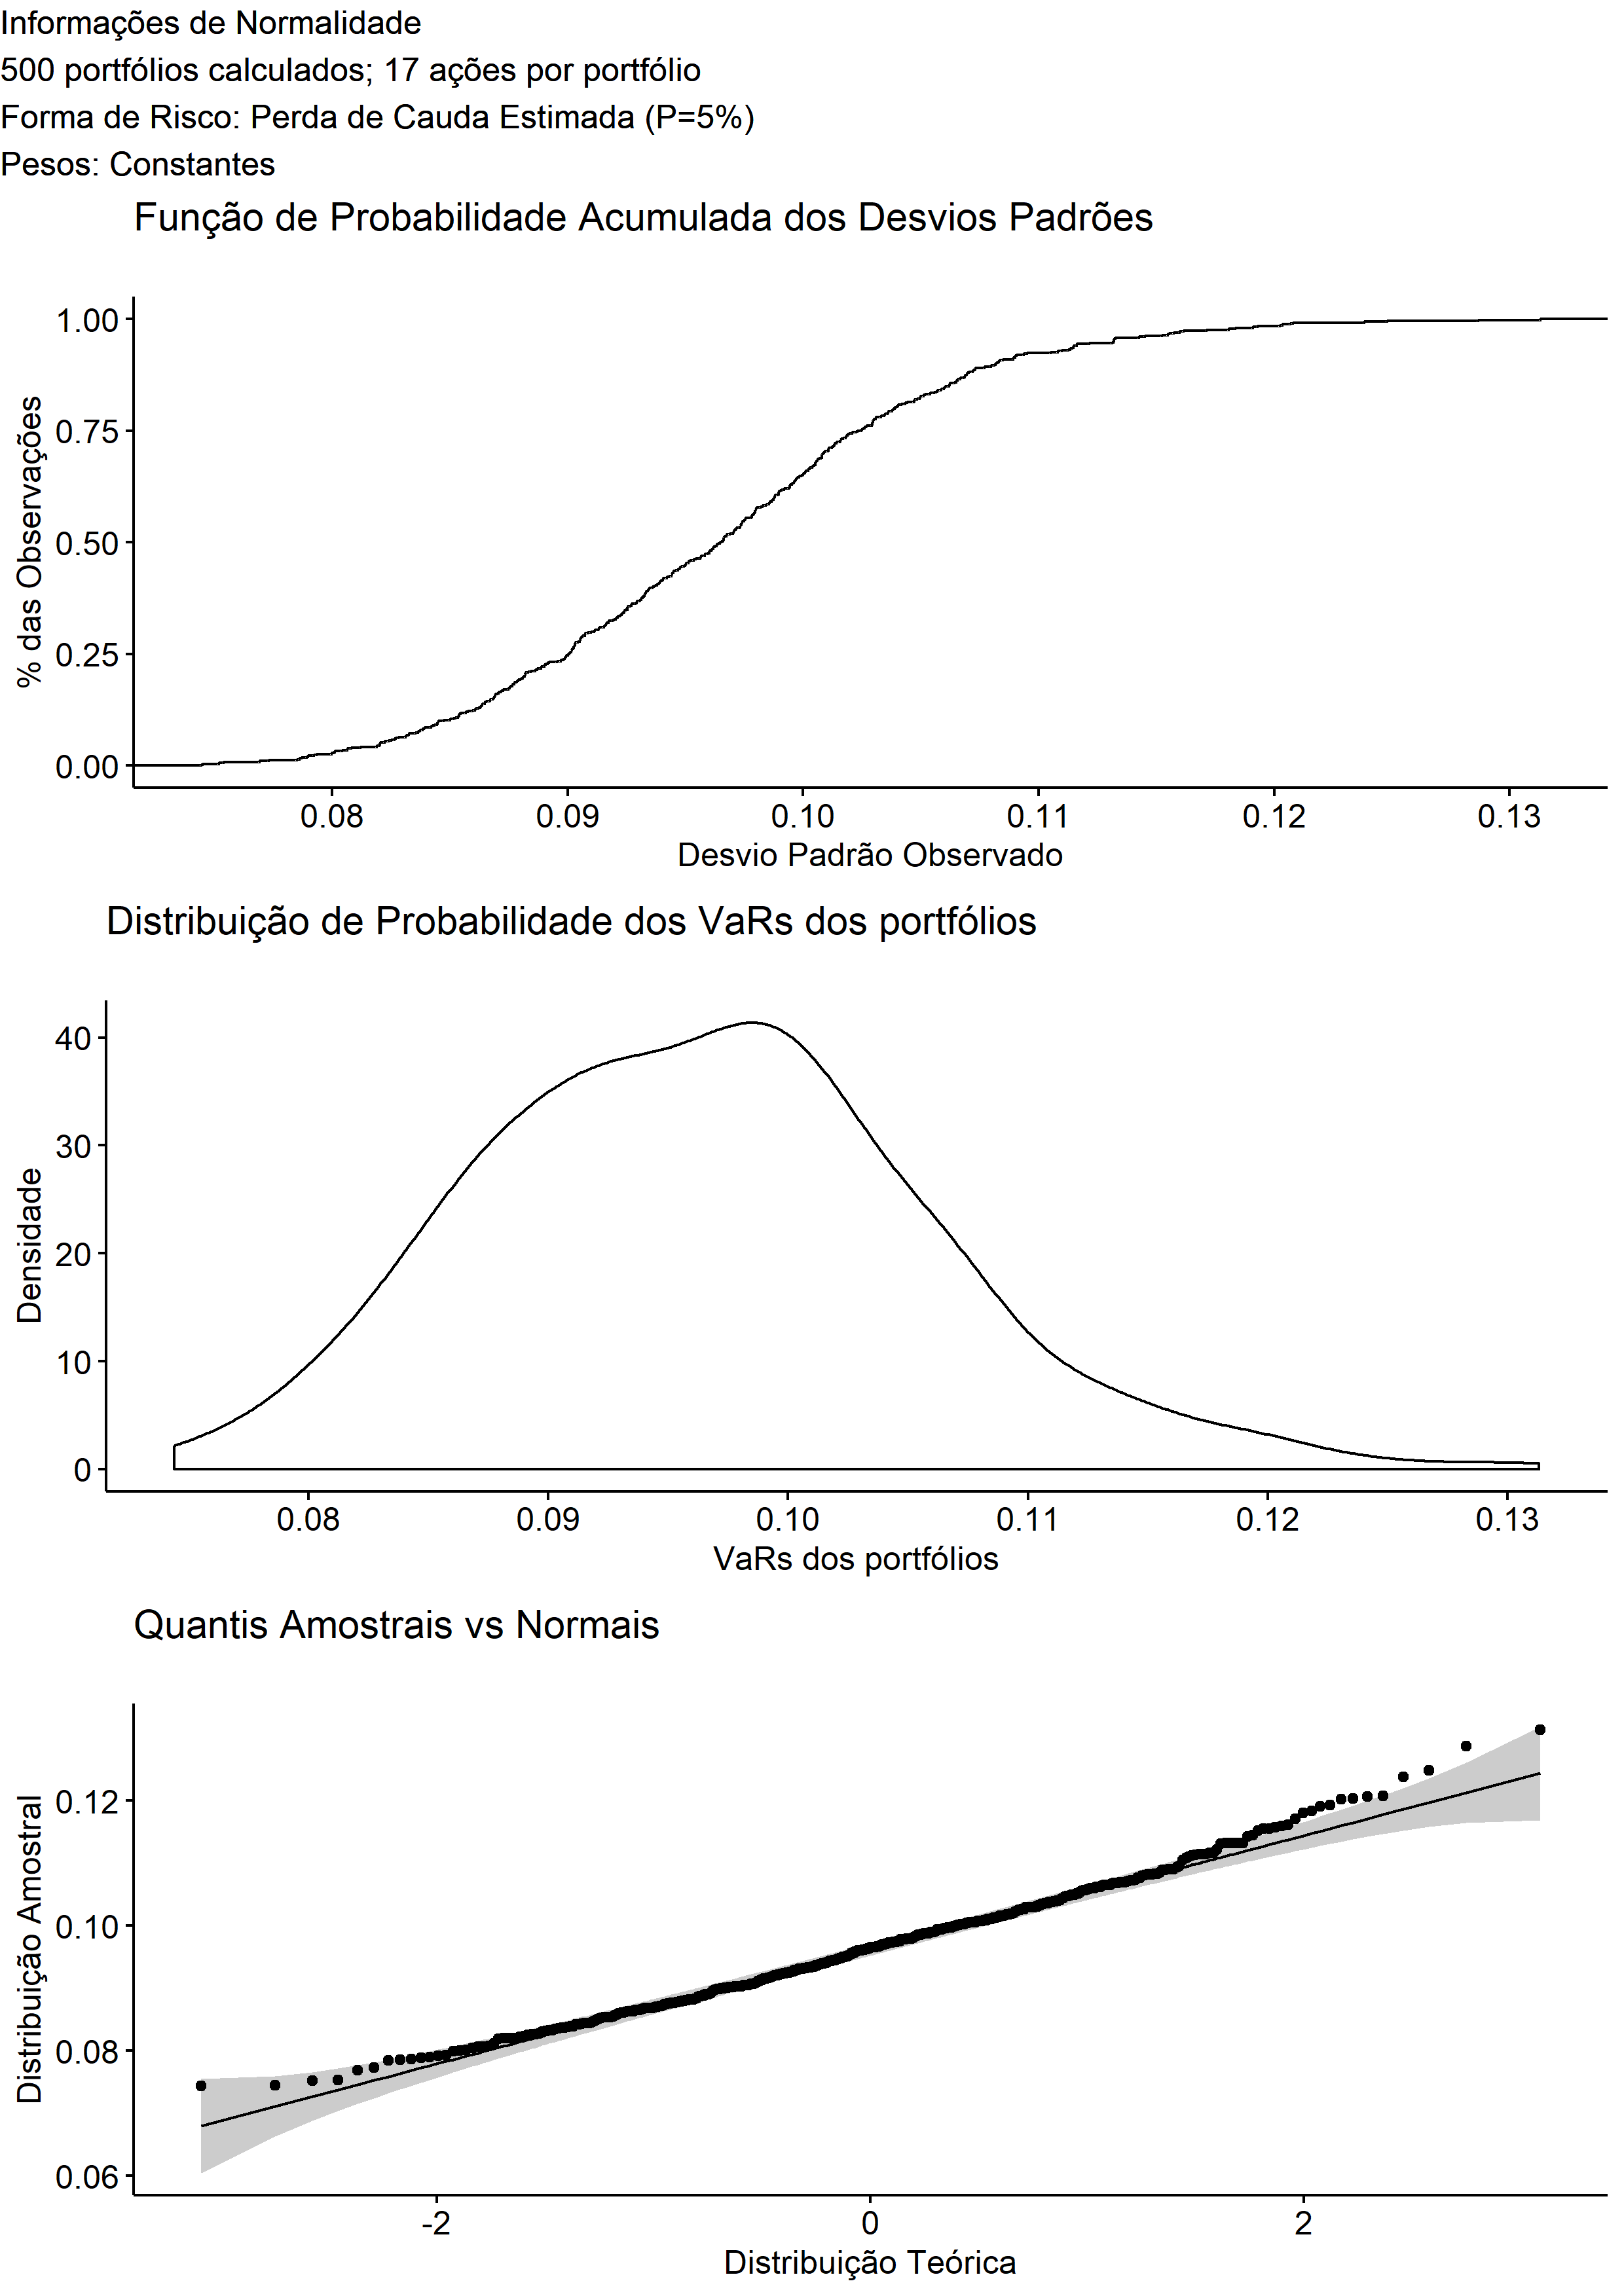 Informações de Normalidade
500 portfólios calculados; 17 ações por portfólio
Forma de Risco: Perda de Cauda Estimada (P=5%)
Pesos: Constantes
Função de Probabilidade Acumulada dos Desvios Padrões
% das Observações
1.00
0.75
0.50
0.25
0.00
0.08 0.09 0.10 0.11 0.12 0.13
Desvio Padrão Observado
Distribuição de Probabilidade dos VaRs dos portfólios
Densidade
40
30
20
10
0
0.08 0.09 0.10 0.11 0.12 0.13
VaRs dos portfólios
Quantis Amostrais vs Normais
Distribuição Amostral
0.12
0.10
0.08
0.06
-2 0 2
Distribuição Teórica